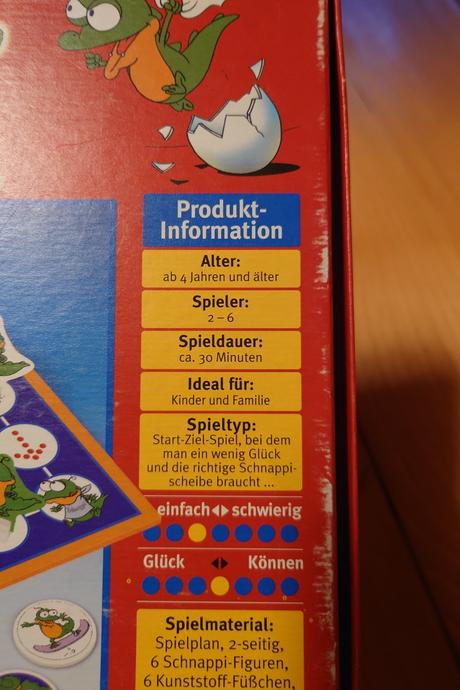 Produkt-
Information
Alter:
ab 4 Jahren und älter
Spieler:
2 – 6
Spieldauer:
ca. 30 Minuten
Ideal für:
Kinder und Familie
Spieltyp:
Start-Ziel-Spiel, bei dem
man ein wenig Glück
und die richtige Schnappi-
scheibe braucht ...
einfach ◂▸ schwierig
Glück ◂▸ Können
Spielmaterial:
Spielplan, 2-seitig,
6 Schnappi-Figuren,
6 Kunststoff-Füßchen,